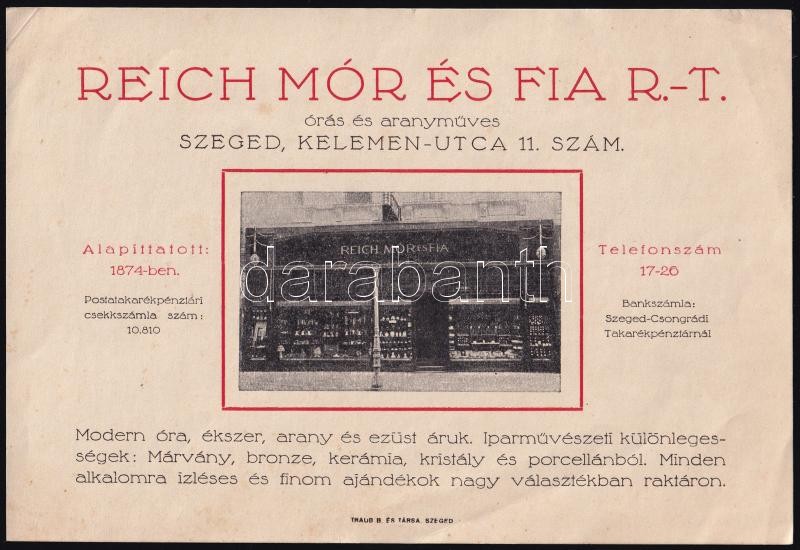 REICH MÓR ÉS FIA R.-T.
órás és aranyműves
SZEGED, KELEMEN-UTCA 11. SZÁM.
Alapíttatott:
1874-ben.
Postatakarékpénztári
csekkszámla szám:
10.810
REICH MÓR ÉS FIA
darabanth
Telefonszám
17-26
Bankszámla:
Szeged-Csongrádi
Takarékpénztárnál
Modern óra, ékszer, arany és ezüst áruk. Iparművészeti különleges-
ségek: Márvány, bronze, kerámia, kristály és porcellánból. Minden
alkalomra izléses és finom ajándékok nagy választékban raktáron.
TRAUB B. ÉS TÁRSA, SZEGED